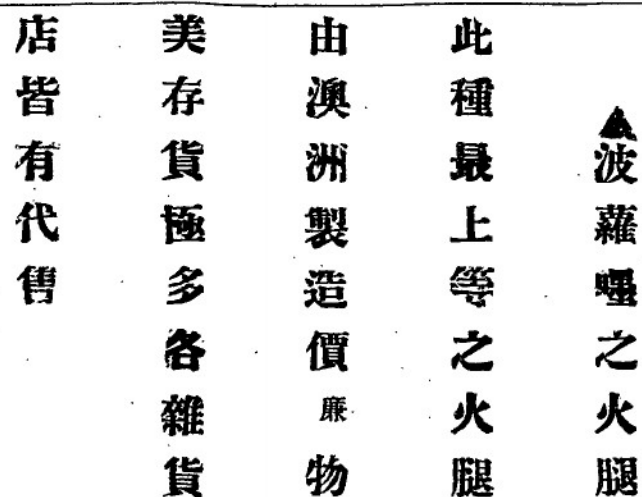 ▲波蘿嘿之火腿
此種最上等之火腿
由澳洲製造價廉物
美存貨極多各雜貨
店皆有代售